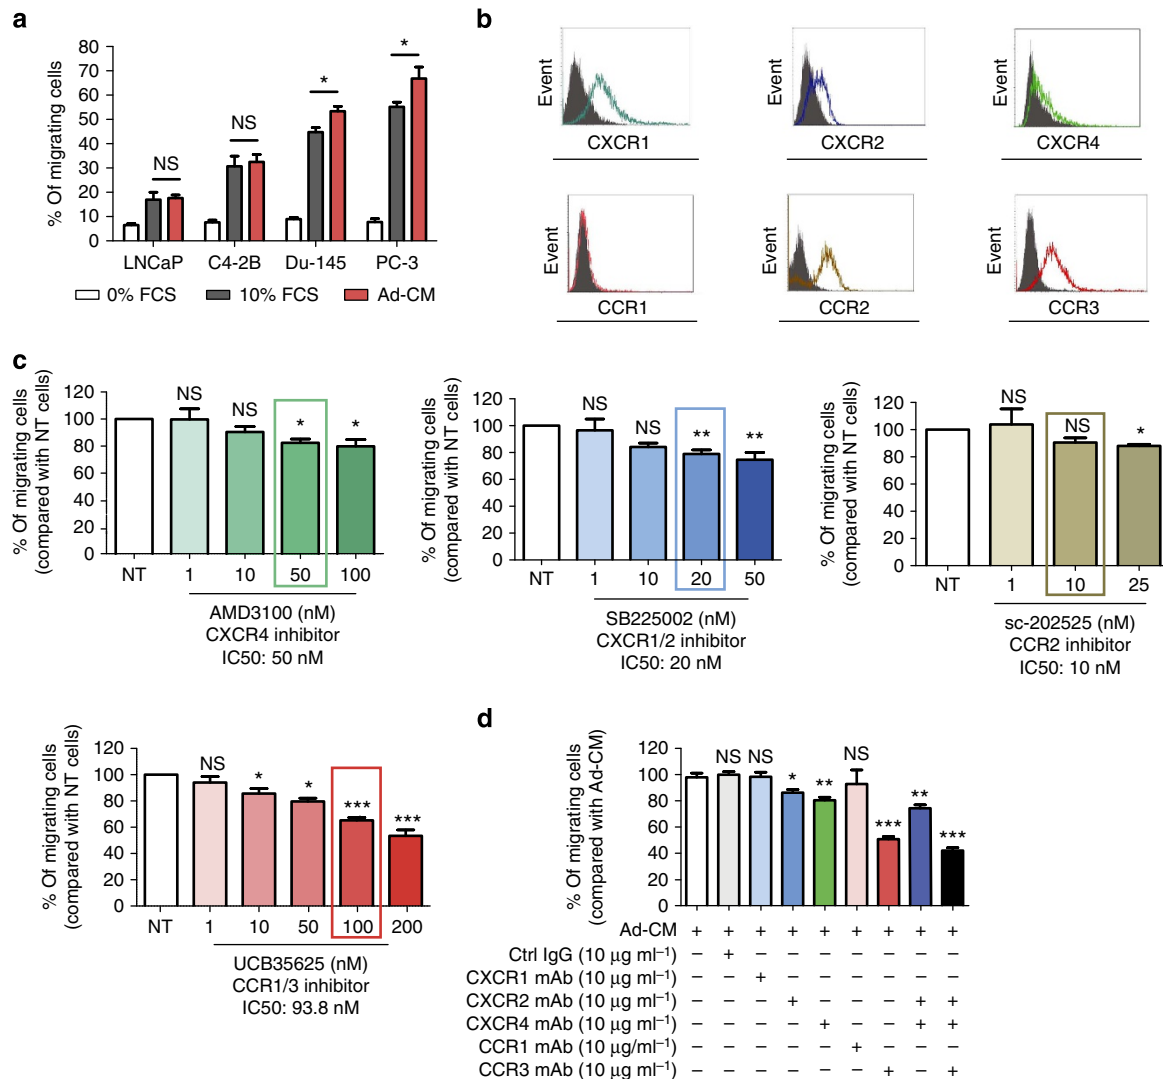 a
% Of migrating cells
80
70
60
50
40
30
20
10
0
NS
NS
*
*
LNCaP C4-2B Du-145 PC-3
0% FCS 10% FCS Ad-CM
b
Event
CXCR1
Event
CXCR2
Event
CXCR4
Event
CCR1
Event
CCR2
Event
CCR3
c
% Of migrating cells
(compared with NT cells)
120
100
80
60
40
20
0
NS NS * *
NT 1 10 50 100
AMD3100 (nM)
CXCR4 inhibitor
IC50: 50 nM
% Of migrating cells
(compared with NT cells)
120
100
80
60
40
20
0
NS NS ** **
NT 1 10 20 50
SB225002 (nM)
CXCR1/2 inhibitor
IC50: 20 nM
% Of migrating cells
(compared with NT cells)
120
100
80
60
40
20
0
NS NS *
NT 1 10 25
sc-202525 (nM)
CCR2 inhibitor
IC50: 10 nM
% Of migrating cells
(compared with NT cells)
120
100
80
60
40
20
0
NS * * *** ***
NT 1 10 50 100 200
UCB35625 (nM)
CCR1/3 inhibitor
IC50: 93.8 nM
d
% Of migrating cells
(compared with Ad-CM)
120
100
80
60
40
20
0
NS NS * ** NS *** ** ***
Ad-CM + + + + + + + + +
Ctrl IgG (10 µg ml⁻¹) − + − − − − − − −
CXCR1 mAb (10 µg ml⁻¹) − − + − − − − − −
CXCR2 mAb (10 µg ml⁻¹) − − − + − − − + +
CXCR4 mAb (10 µg ml⁻¹) − − − − + − − + +
CCR1 mAb (10 µg/ml⁻¹) − − − − − + − − −
CCR3 mAb (10 µg ml⁻¹) − − − − − − + − +